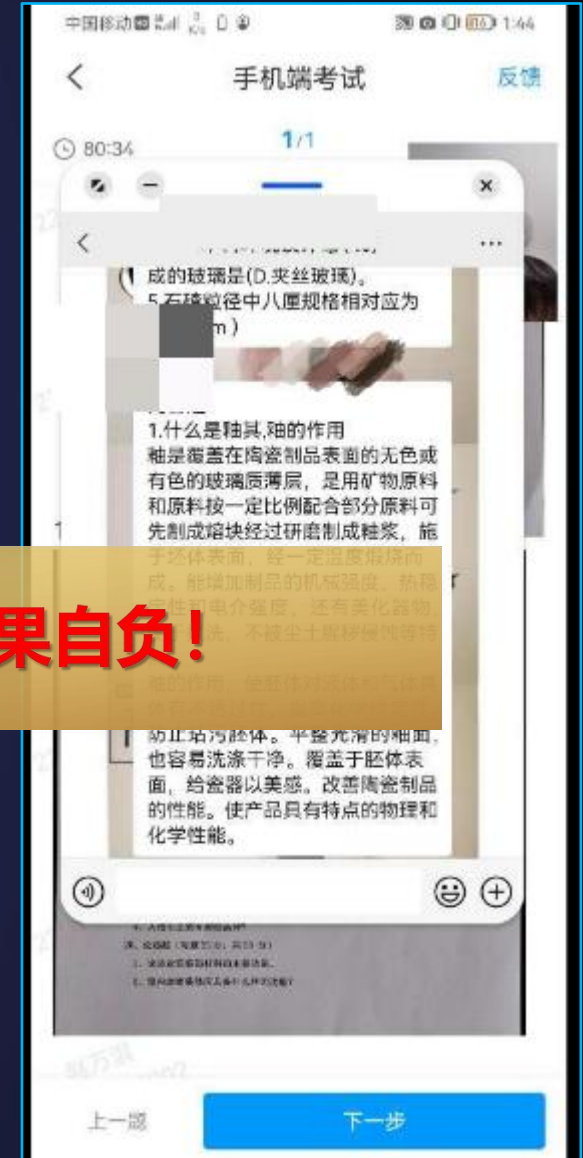 中国移动
1:44
手机端考试
反馈
80:34
1/1
成的玻璃是(D.夹丝玻璃)。
5.石碴粒径中八厘规格相对应为
m )
1.什么是釉其,釉的作用
釉是覆盖在陶瓷制品表面的无色或
有色的玻璃质薄层，是用矿物原料
和原料按一定比例配合部分原料可
先制成熔块经过研磨制成釉浆，施
于坯体表面，经一定温度煅烧而
成。能增加制品的机械强度、热稳
定性和电介强度，还有美化器物、
果自负！
防止沾污胚体。平整光滑的釉面，
也容易洗涤干净。覆盖于胚体表
面，给瓷器以美感。改善陶瓷制品
的性能。使产品具有特点的物理和
化学性能。
上一题
下一步